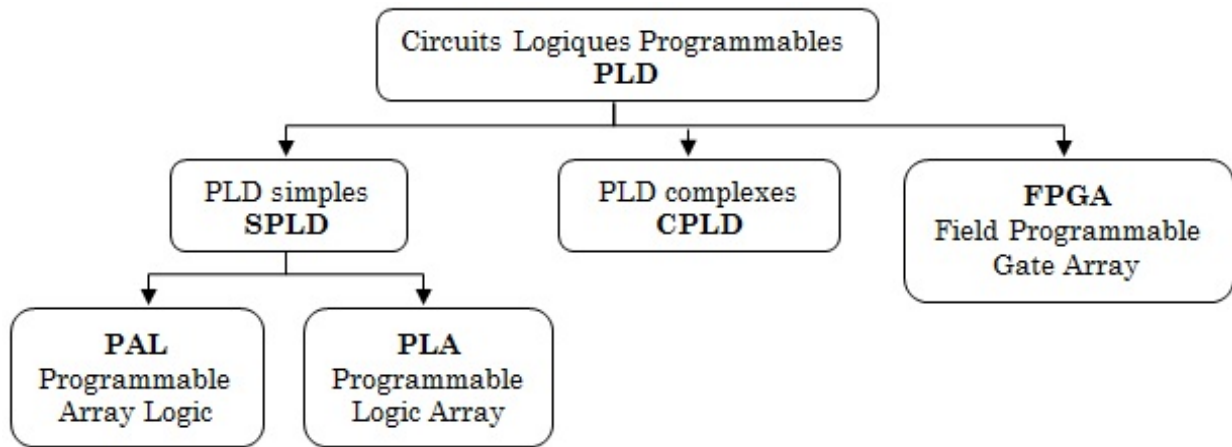 Circuits Logiques Programmables
PLD
PLD simples
SPLD
PLD complexes
CPLD
FPGA
Field Programmable
Gate Array
PAL
Programmable
Array Logic
PLA
Programmable
Logic Array